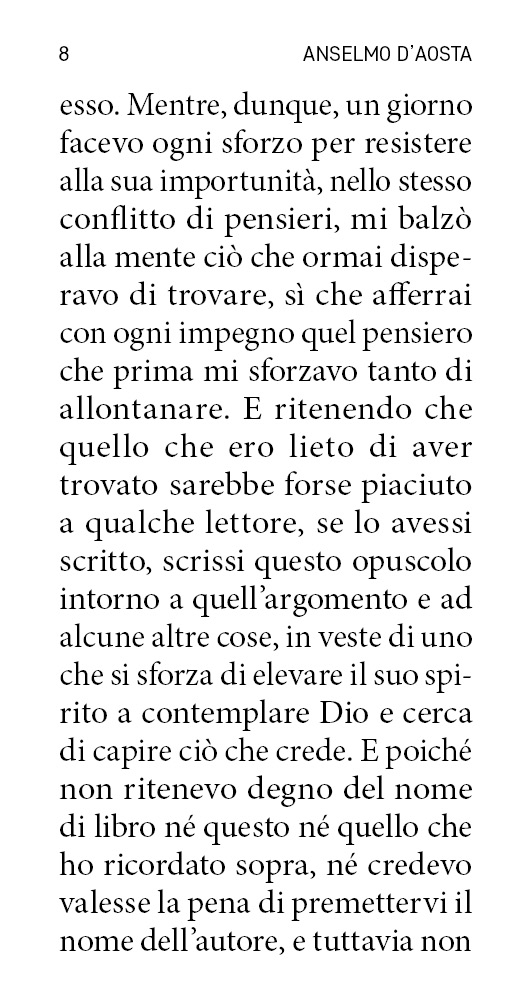 8 ANSELMO D'AOSTA
esso. Mentre, dunque, un giorno
facevo ogni sforzo per resistere
alla sua importunità, nello stesso
conflitto di pensieri, mi balzò
alla mente ciò che ormai dispe-
ravo di trovare, sì che afferrai
con ogni impegno quel pensiero
che prima mi sforzavo tanto di
allontanare. E ritenendo che
quello che ero lieto di aver
trovato sarebbe forse piaciuto
a qualche lettore, se lo avessi
scritto, scrissi questo opuscolo
intorno a quell'argomento e ad
alcune altre cose, in veste di uno
che si sforza di elevare il suo spi-
rito a contemplare Dio e cerca
di capire ciò che crede. E poiché
non ritenevo degno del nome
di libro né questo né quello che
ho ricordato sopra, né credevo
valesse la pena di premettervi il
nome dell'autore, e tuttavia non